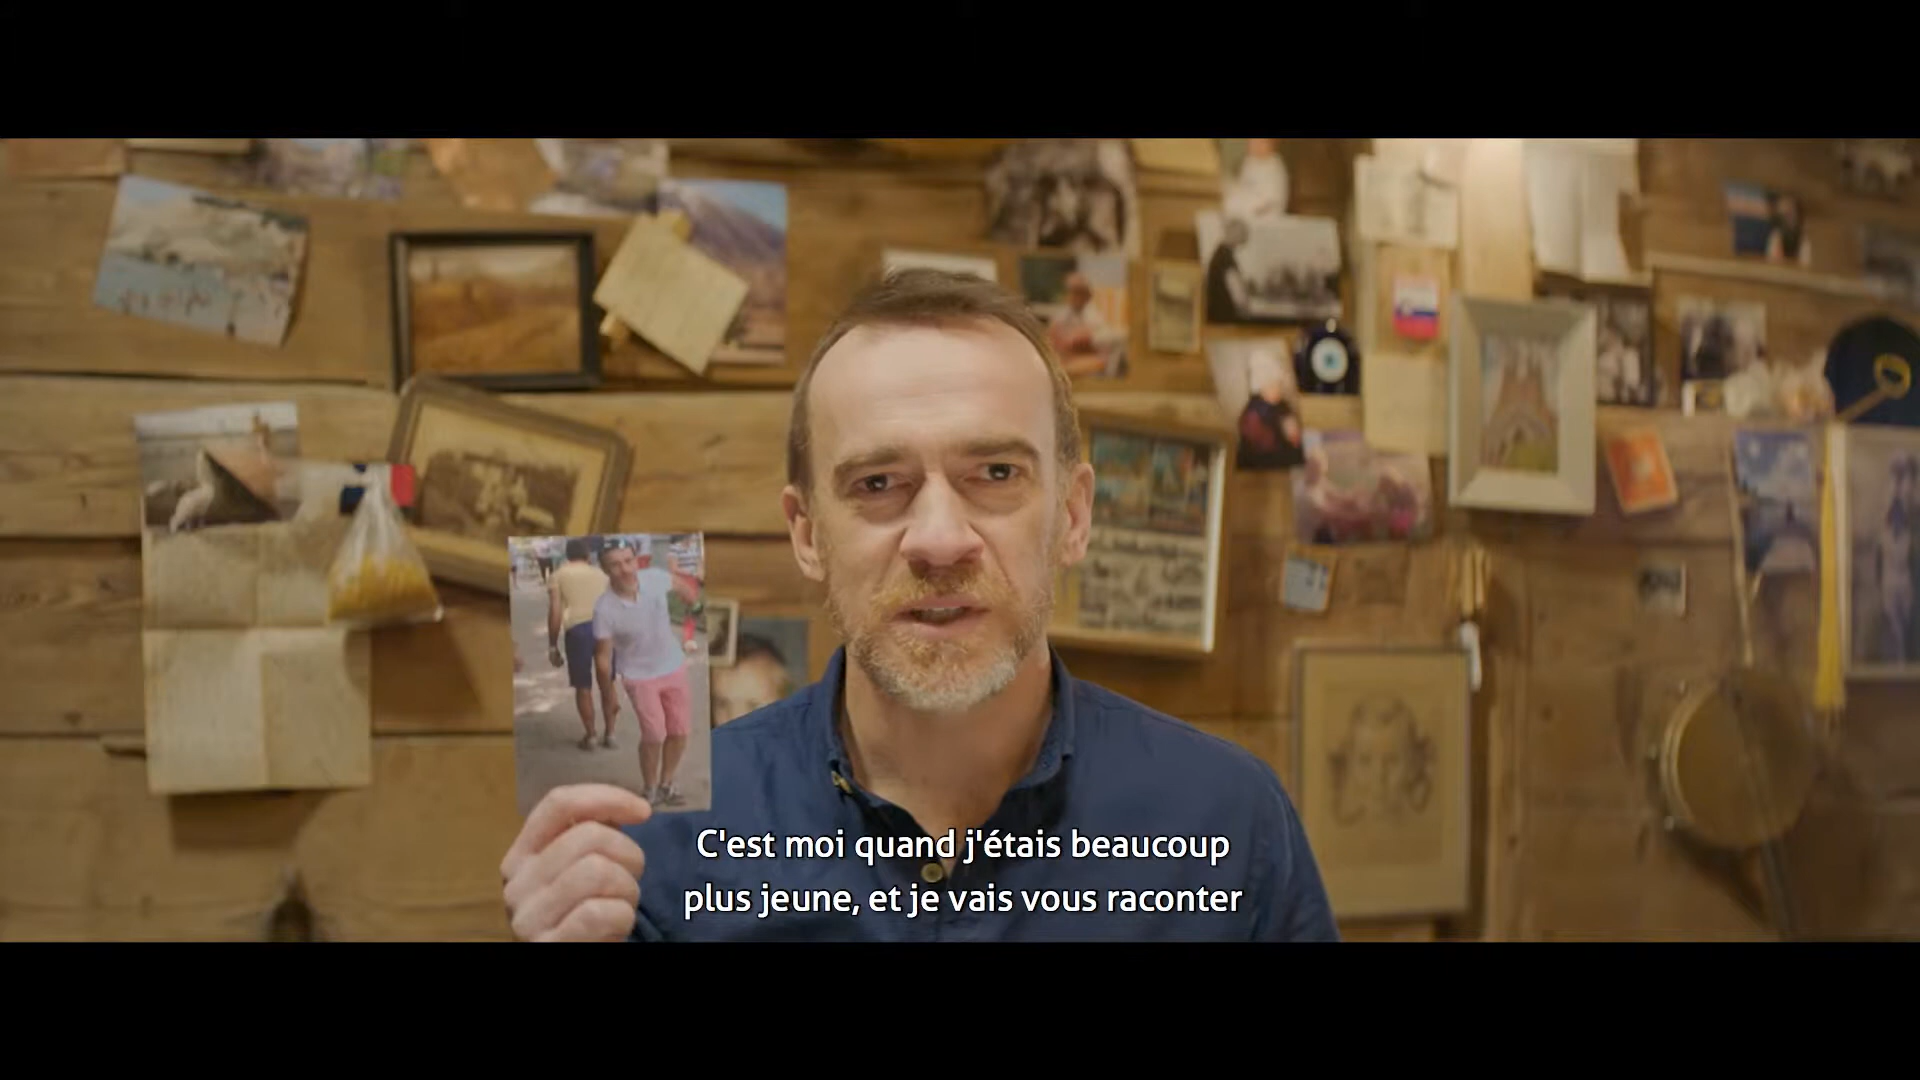 C'est moi quand j'étais beaucoup
plus jeune, et je vais vous raconter